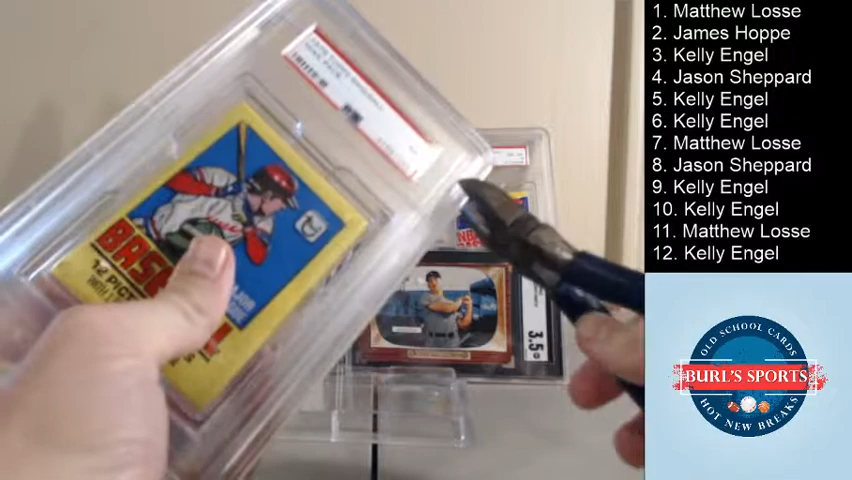 BASE
12 PICT
3.5
1. Matthew Losse
2. James Hoppe
3. Kelly Engel
4. Jason Sheppard
5. Kelly Engel
6. Kelly Engel
7. Matthew Losse
8. Jason Sheppard
9. Kelly Engel
10. Kelly Engel
11. Matthew Losse
12. Kelly Engel
OLD SCHOOL CARDS
BURL'S SPORTS
HOT NEW BREAKS